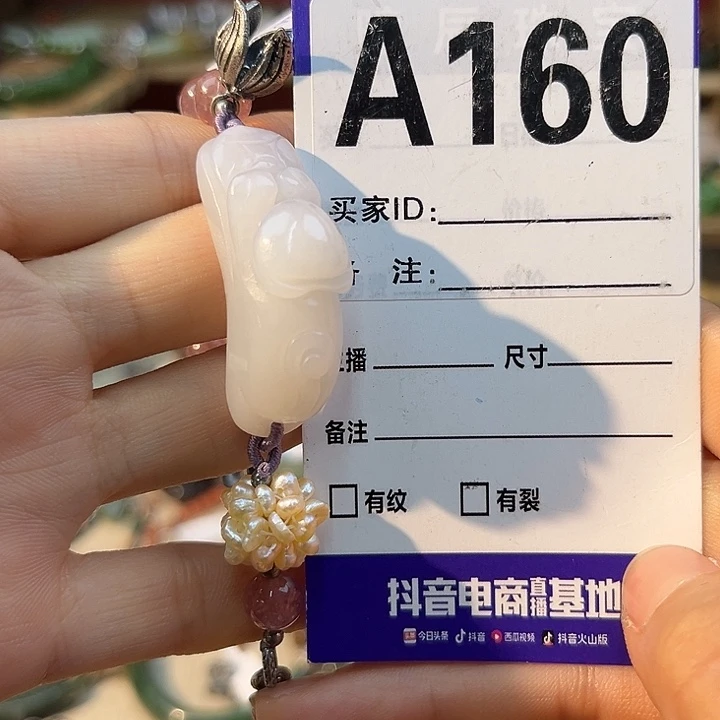 A160
买家ID:
备 注:
主播 尺寸
备注
有纹 有裂
抖音电商直播基地
今日头条 抖音 西瓜视频 抖音火山版